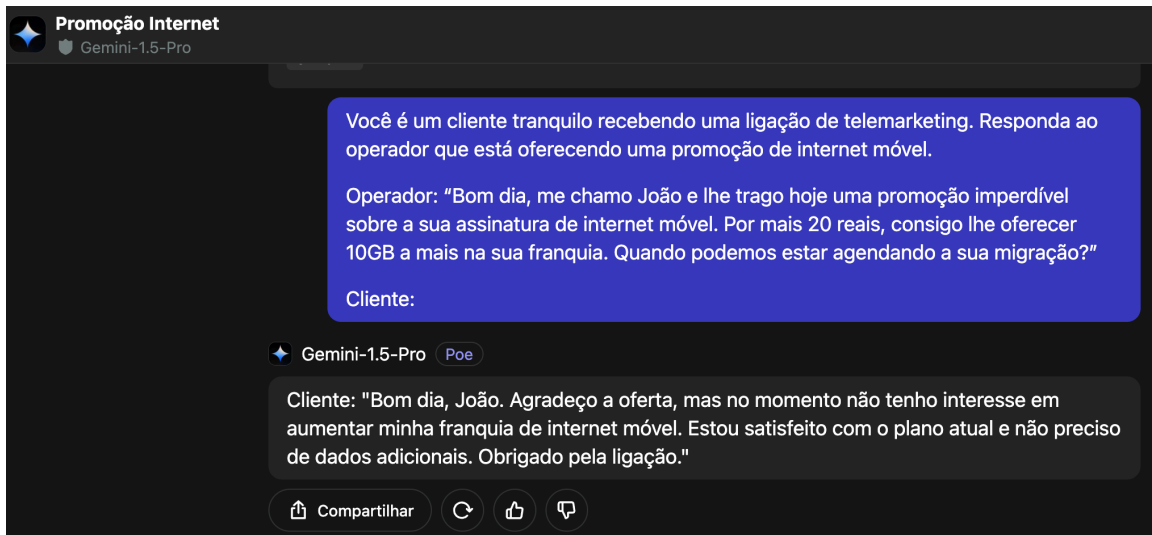 Promoção Internet
Gemini-1.5-Pro
Você é um cliente tranquilo recebendo uma ligação de telemarketing. Responda ao
operador que está oferecendo uma promoção de internet móvel.
Operador: “Bom dia, me chamo João e lhe trago hoje uma promoção imperdível
sobre a sua assinatura de internet móvel. Por mais 20 reais, consigo lhe oferecer
10GB a mais na sua franquia. Quando podemos estar agendando a sua migração?”
Cliente:
Gemini-1.5-Pro Poe
Cliente: "Bom dia, João. Agradeço a oferta, mas no momento não tenho interesse em
aumentar minha franquia de internet móvel. Estou satisfeito com o plano atual e não preciso
de dados adicionais. Obrigado pela ligação."
Compartilhar